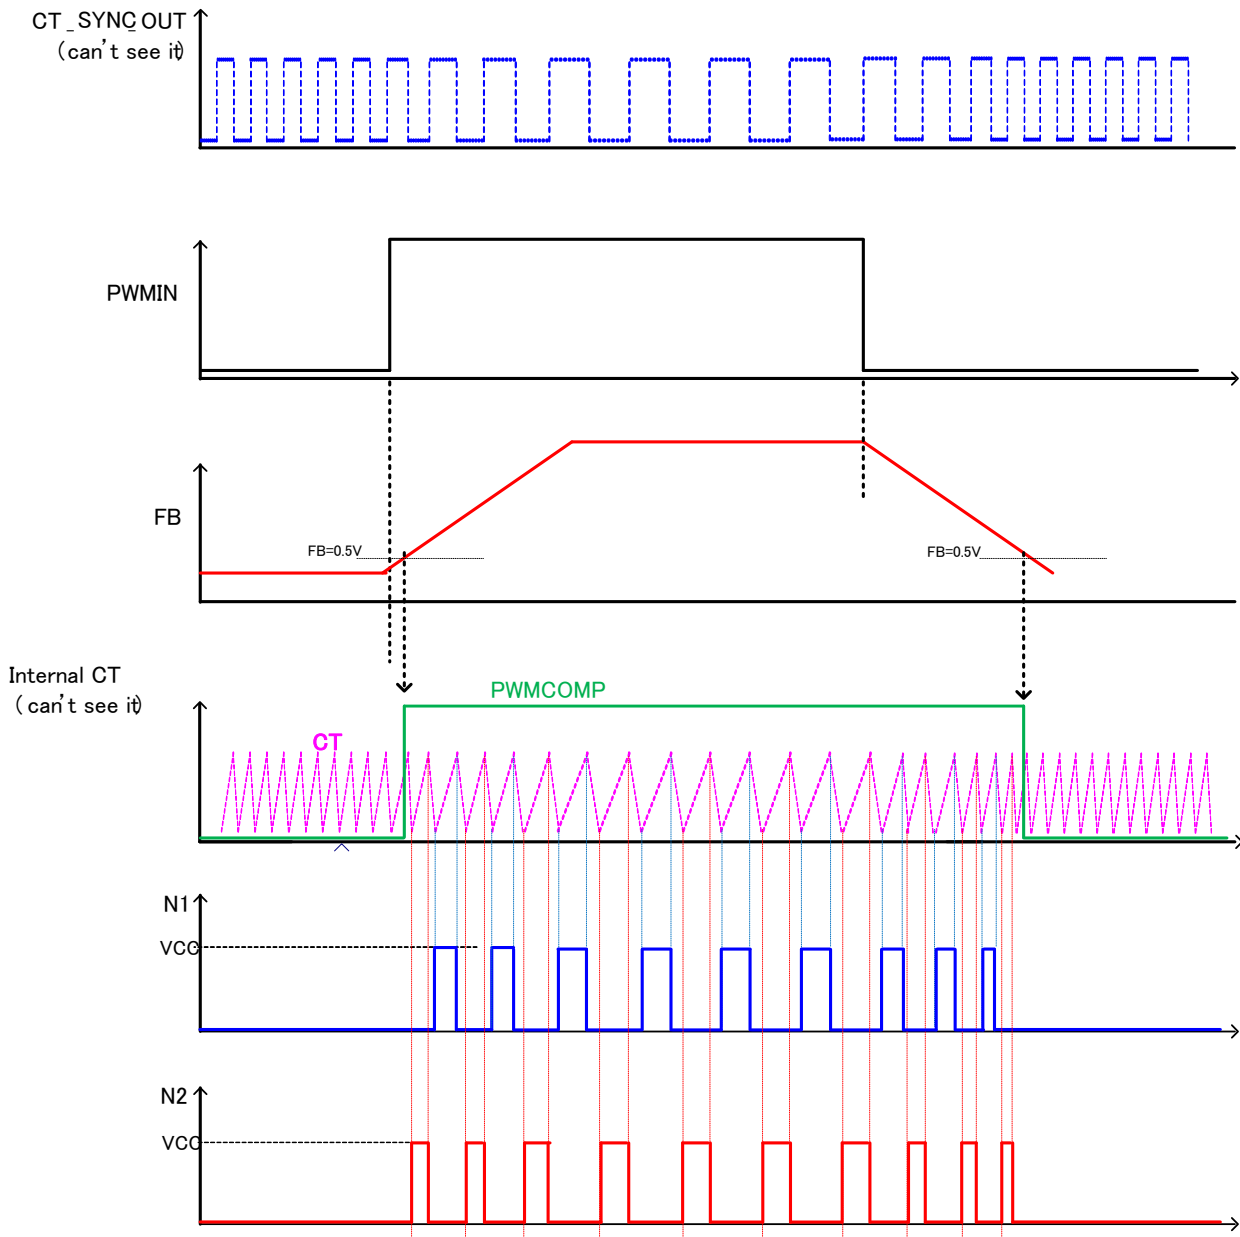 CT_SYNC OUT
(can't see it)
PWMIN
FB
FB=0.5V
FB=0.5V
Internal CT
(can't see it)
PWMCOMP
CT
N1
VCC
N2
VCC